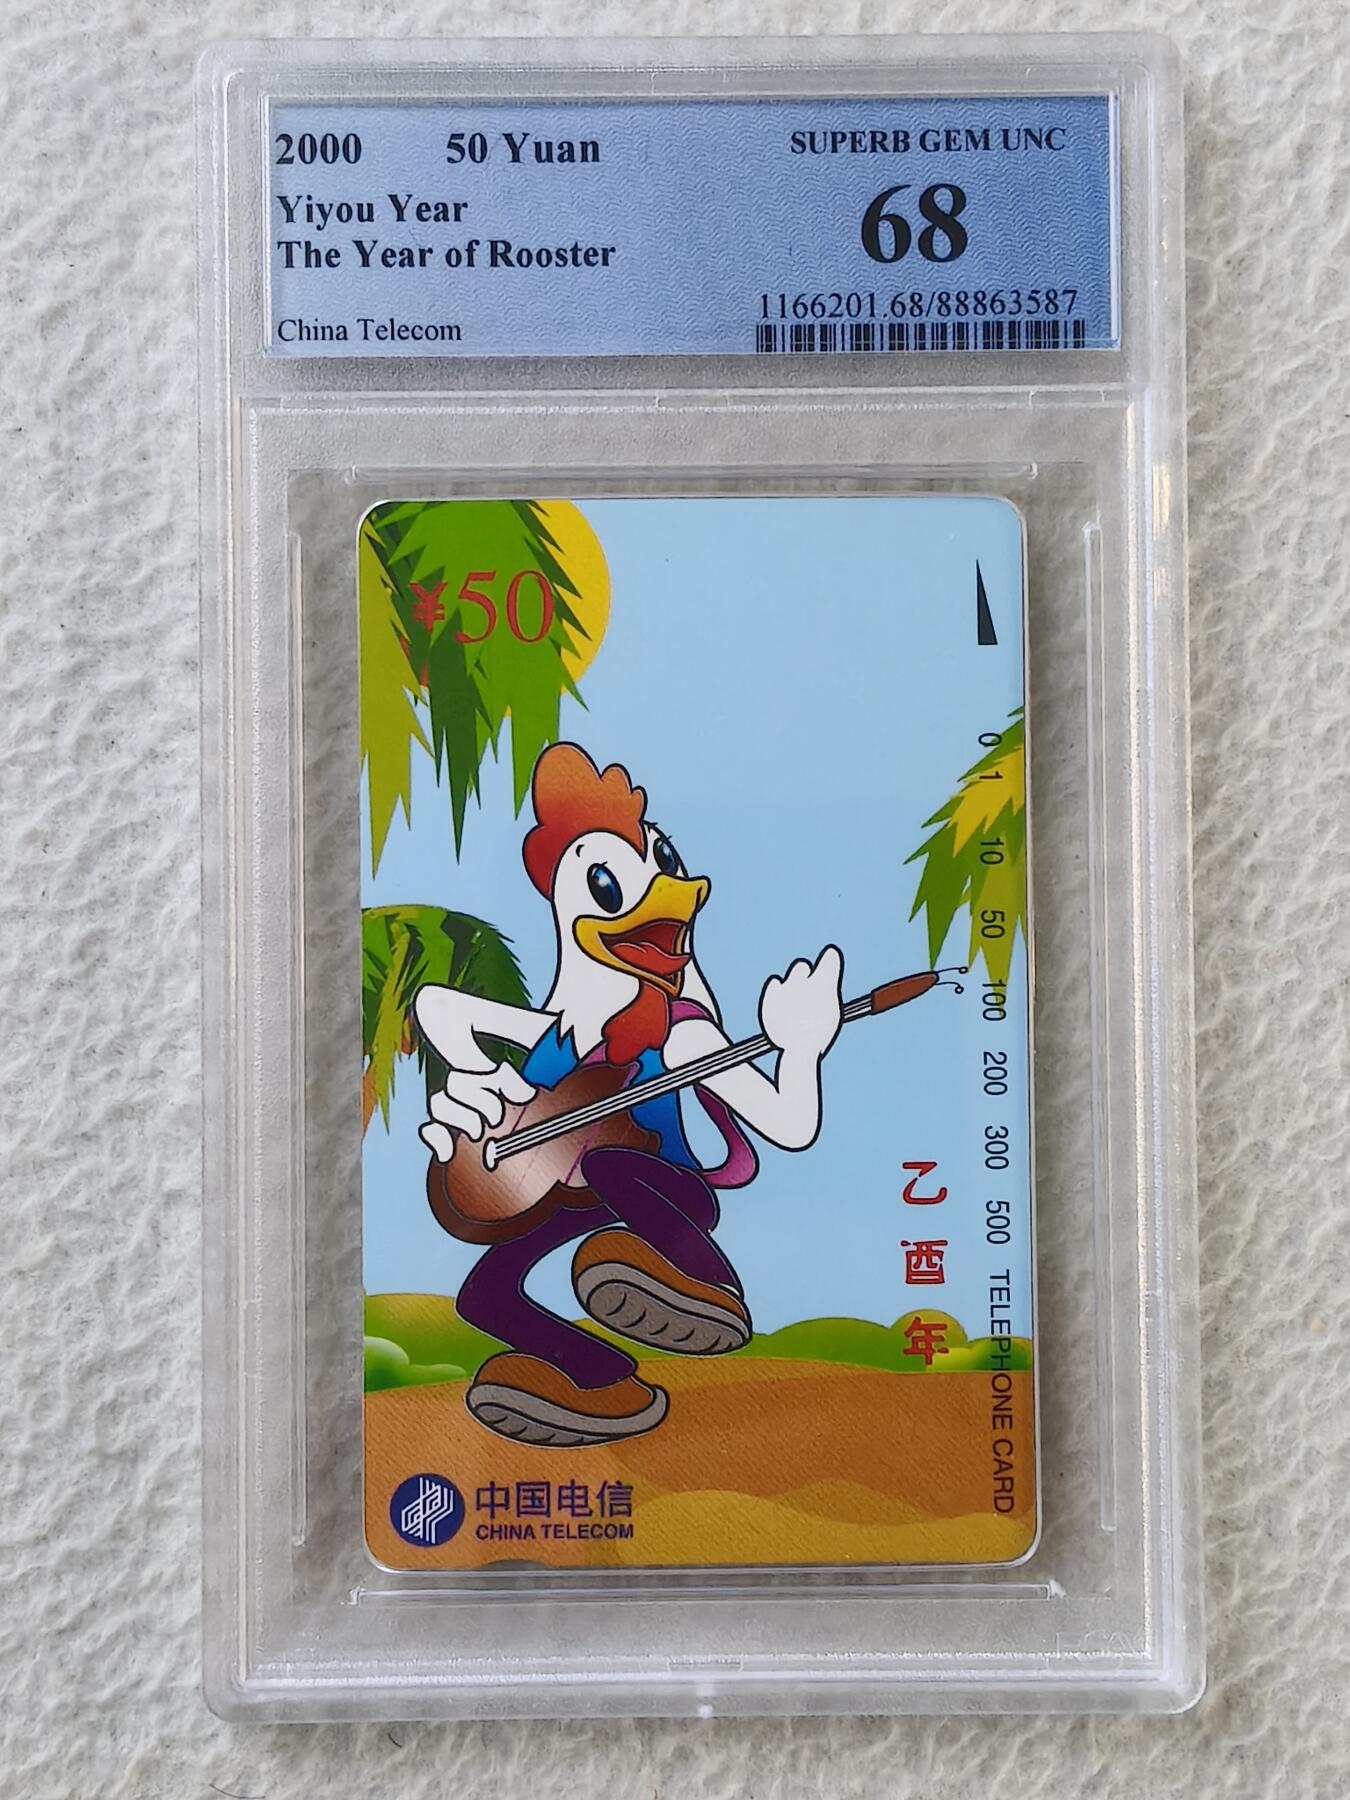 2000 50 Yuan SUPERB GEM UNC
Yiyou Year 68
The Year of Rooster
1166201.68/88863587
China Telecom
¥50
0 1 10 50 100 200 300 500 TELEPHONE CARD
乙酉年
中国电信
CHINA TELECOM